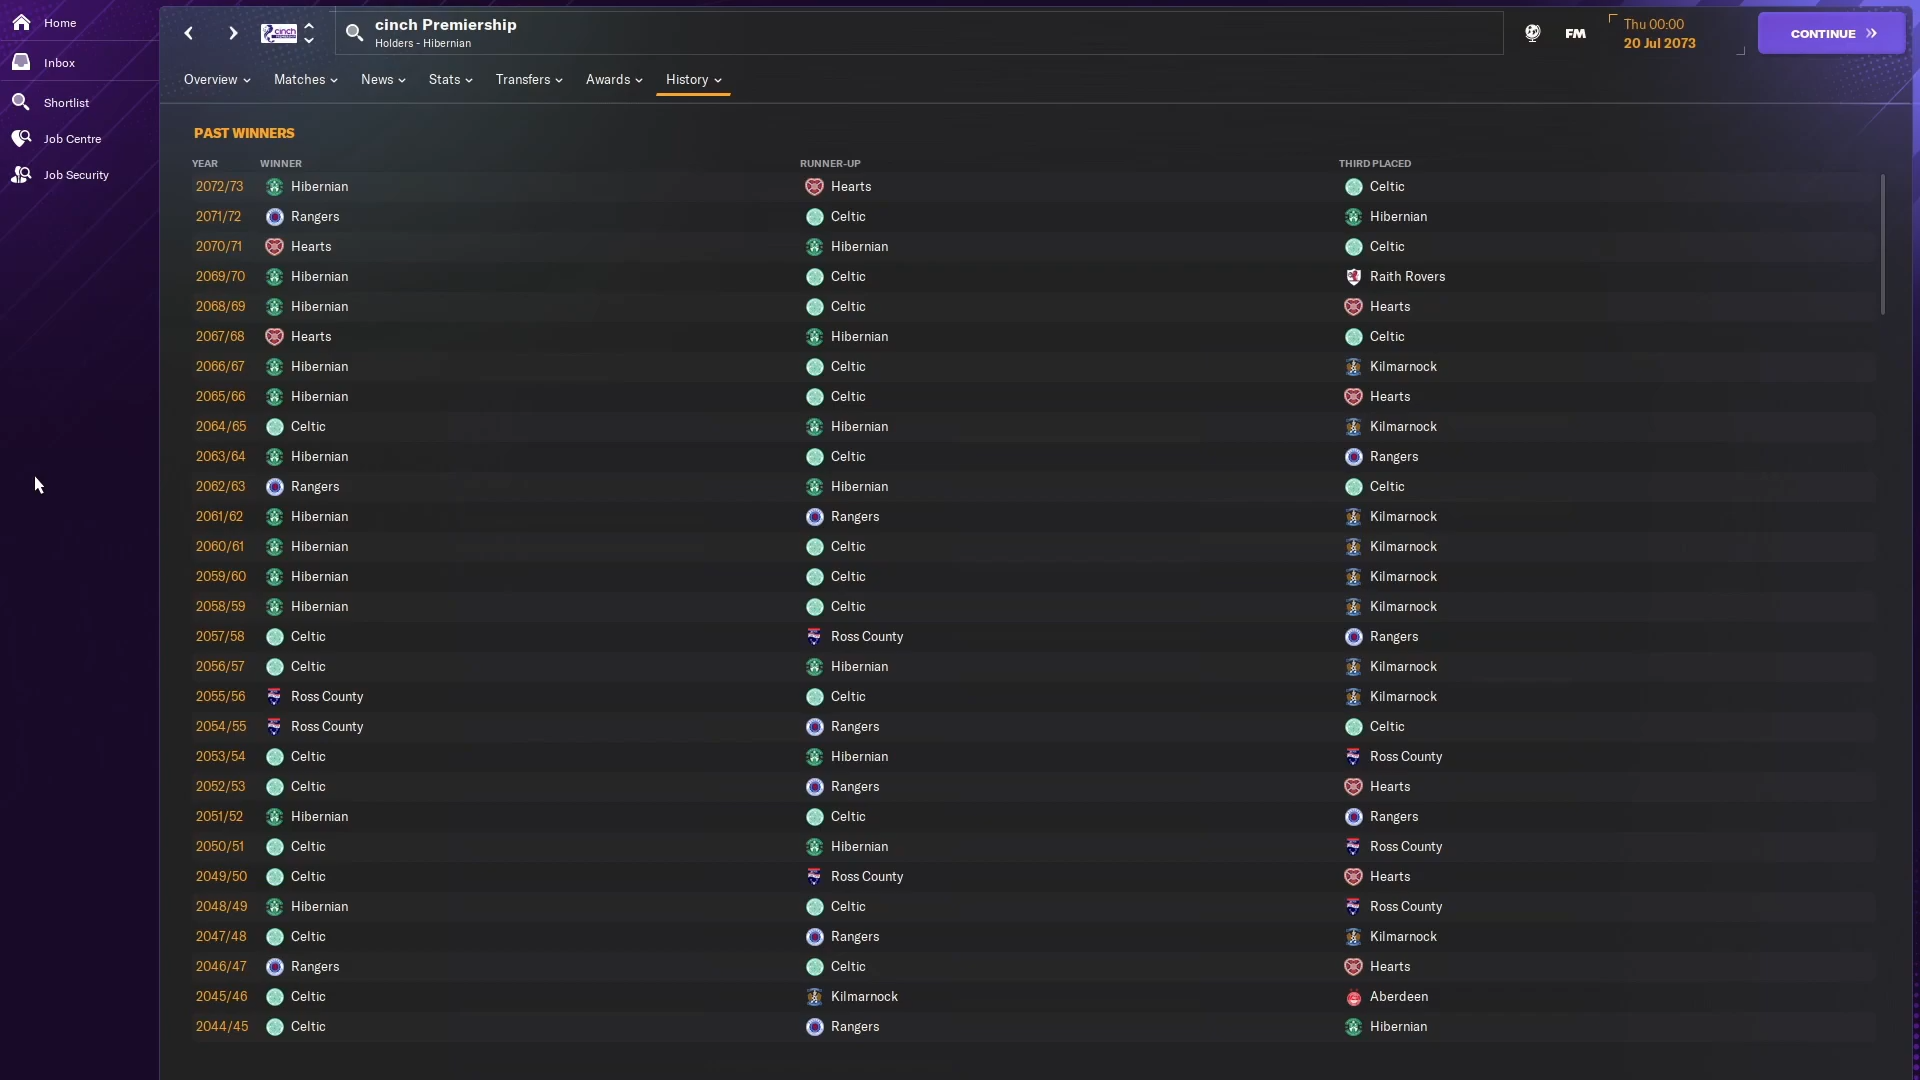 Home
Inbox
Shortlist
Job Centre
Job Security
cinch
cinch Premiership
Holders - Hibernian
FM
Thu 00:00
20 Jul 2073
CONTINUE
Overview Matches News Stats Transfers Awards History
PAST WINNERS
YEAR WINNER RUNNER-UP THIRD PLACED
2072/73 Hibernian Hearts Celtic
2071/72 Rangers Celtic Hibernian
2070/71 Hearts Hibernian Celtic
2069/70 Hibernian Celtic Raith Rovers
2068/69 Hibernian Celtic Hearts
2067/68 Hearts Hibernian Celtic
2066/67 Hibernian Celtic Kilmarnock
2065/66 Hibernian Celtic Hearts
2064/65 Celtic Hibernian Kilmarnock
2063/64 Hibernian Celtic Rangers
2062/63 Rangers Hibernian Celtic
2061/62 Hibernian Rangers Kilmarnock
2060/61 Hibernian Celtic Kilmarnock
2059/60 Hibernian Celtic Kilmarnock
2058/59 Hibernian Celtic Kilmarnock
2057/58 Celtic Ross County Rangers
2056/57 Celtic Hibernian Kilmarnock
2055/56 Ross County Celtic Kilmarnock
2054/55 Ross County Rangers Celtic
2053/54 Celtic Hibernian Ross County
2052/53 Celtic Rangers Hearts
2051/52 Hibernian Celtic Rangers
2050/51 Celtic Hibernian Ross County
2049/50 Celtic Ross County Hearts
2048/49 Hibernian Celtic Ross County
2047/48 Celtic Rangers Kilmarnock
2046/47 Rangers Celtic Hearts
2045/46 Celtic Kilmarnock Aberdeen
2044/45 Celtic Rangers Hibernian